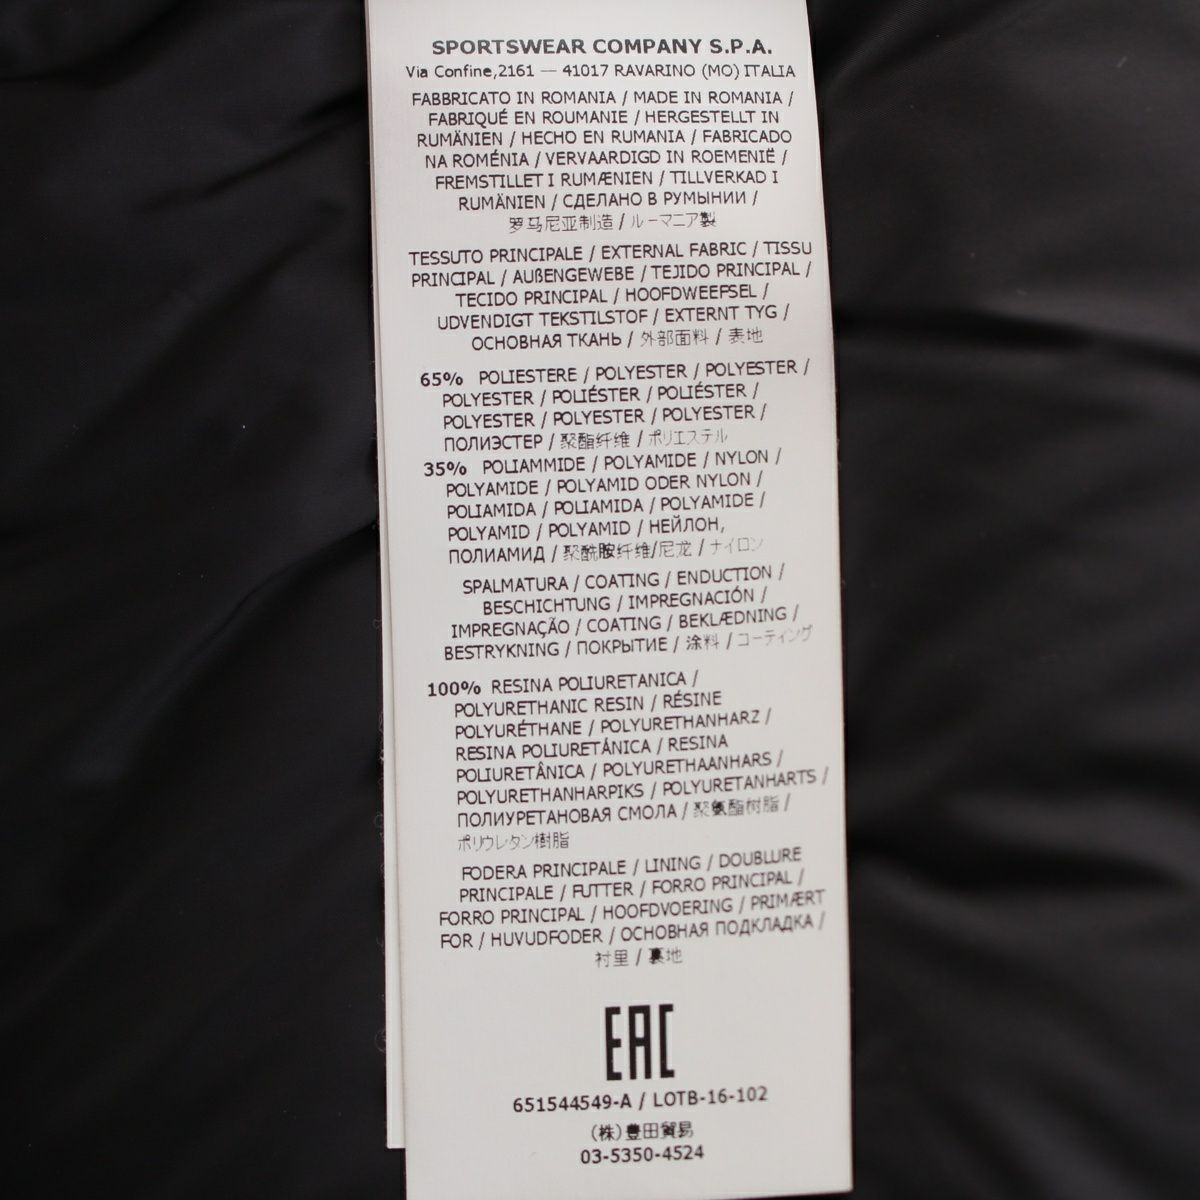 SPORTSWEAR COMPANY S.P.A.
Via Confine,2161 — 41017 RAVARINO (MO) ITALIA
FABBRICATO IN ROMANIA / MADE IN ROMANIA /
FABRIQUÉ EN ROUMANIE / HERGESTELLT IN
RUMÄNIEN / HECHO EN RUMANIA / FABRICADO
NA ROMÉNIA / VERVAARDIGD IN ROEMENIË /
FREMSTILLET I RUMÆNIEN / TILLVERKAD I
RUMÄNIEN / СДЕЛАНО В РУМЫНИИ /
罗马尼亚制造 / ルーマニア製
TESSUTO PRINCIPALE / EXTERNAL FABRIC / TISSU
PRINCIPAL / AUßENGEWEBE / TEJIDO PRINCIPAL /
TECIDO PRINCIPAL / HOOFDWEEFSEL /
UDVENDIGT TEKSTILSTOF / EXTERNT TYG /
ОСНОВНАЯ ТКАНЬ / 外部面料 / 表地
65% POLIESTERE / POLYESTER / POLYESTER /
POLYESTER / POLIÉSTER / POLIÉSTER /
POLYESTER / POLYESTER / POLYESTER /
ПОЛИЭСТЕР / 聚酯纤维 / ポリエステル
35% POLIAMMIDE / POLYAMIDE / NYLON /
POLYAMIDE / POLYAMID ODER NYLON /
POLIAMIDA / POLIAMIDA / POLYAMIDE /
POLYAMID / POLYAMID / НЕЙЛОН,
ПОЛИАМИД / 聚酰胺纤维/尼龙 / ナイロン
SPALMATURA / COATING / ENDUCTION /
BESCHICHTUNG / IMPREGNACIÓN /
IMPREGNAÇÃO / COATING / BEKLÆDNING /
BESTRYKNING / ПОКРЫТИЕ / 涂料 / コーティング
100% RESINA POLIURETANICA /
POLYURETHANIC RESIN / RÉSINE
POLYURÉTHANE / POLYURETHANHARZ /
RESINA POLIURETÁNICA / RESINA
POLIURETÂNICA / POLYURETHAANHARS /
POLYURETHANHARPIKS / POLYURETANHARTS /
ПОЛИУРЕТАНОВАЯ СМОЛА / 聚氨酯树脂 /
ポリウレタン樹脂
FODERA PRINCIPALE / LINING / DOUBLURE
PRINCIPALE / FUTTER / FORRO PRINCIPAL /
FORRO PRINCIPAL / HOOFDVOERING / PRIMÆRT
FOR / HUVUDFODER / ОСНОВНАЯ ПОДКЛАДКА /
衬里 / 裏地
EAC
651544549-A / LOTB-16-102
(株)豊田貿易
03-5350-4524